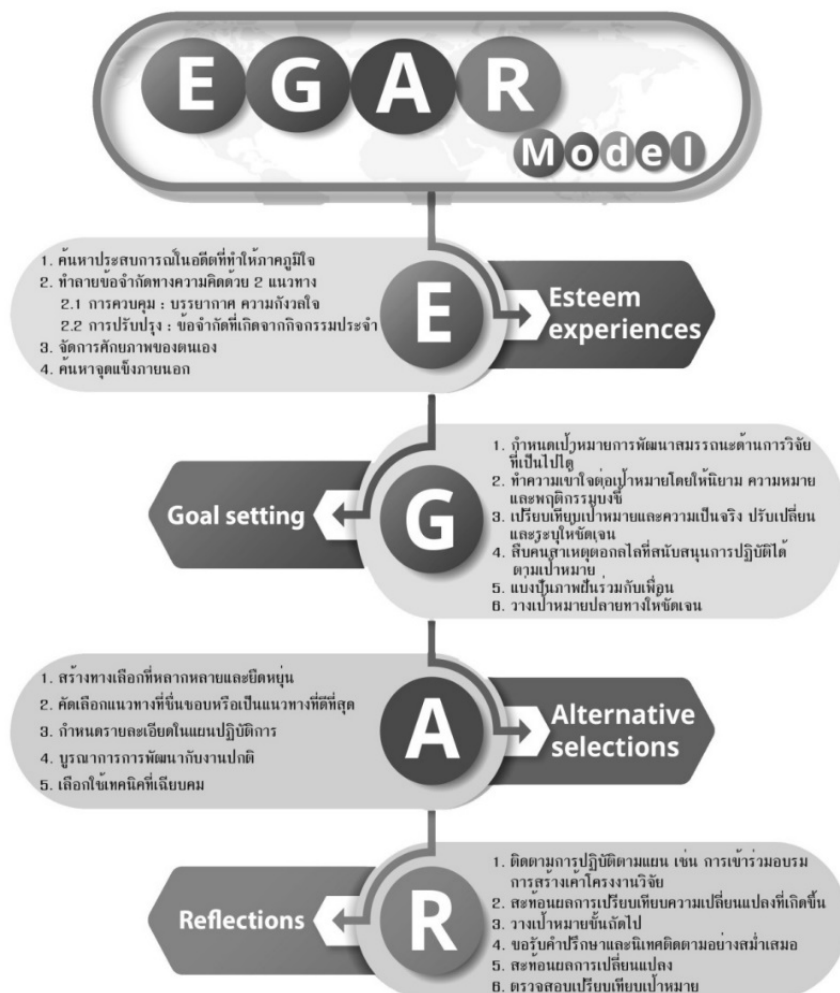 EGAR
Model
1. ค้นหาประสบการณ์ในอดีตที่ทำให้ภาคภูมิใจ
2. ทำลายข้อจำกัดทางความคิดด้วย 2 แนวทาง
2.1 การควบคุม : บรรยากาศ ความกังวลใจ
2.2 การปรับปรุง : ข้อจำกัดที่เกิดจากกิจกรรมประจำ
3. จัดการศักยภาพของตนเอง
4. ค้นหาจุดแข็งภายนอก
E
Esteem
experiences
Goal setting
G
1. กำหนดเป้าหมายการพัฒนาสมรรถนะด้านการวิจัย
ที่เป็นไปได้
2. ทำความเข้าใจต่อเป้าหมายโดยให้นิยาม ความหมาย
และพฤติกรรมบ่งชี้
3. เปรียบเทียบเป้าหมายและความเป็นจริง ปรับเปลี่ยน
และระบุให้ชัดเจน
4. สืบค้นสาเหตุต่อกลไลที่สนับสนุนการปฏิบัติได้
ตามเป้าหมาย
5. แบ่งปันภาพฝันร่วมกับเพื่อน
6. วางเป้าหมายปลายทางให้ชัดเจน
1. สร้างทางเลือกที่หลากหลายและยืดหยุ่น
2. คัดเลือกแนวทางที่ชื่นชอบหรือเป็นแนวทางที่ดีที่สุด
3. กำหนดรายละเอียดในแผนปฏิบัติการ
4. บูรณาการการพัฒนากับงานปกติ
5. เลือกใช้เทคนิคที่เฉียบคม
A
Alternative
selections
Reflections
R
1. ติดตามการปฏิบัติตามแผน เช่น การเข้าร่วมอบรม
การสร้างเค้าโครงงานวิจัย
2. สะท้อนผลการเปรียบเทียบความเปลี่ยนแปลงที่เกิดขึ้น
3. วางเป้าหมายขั้นถัดไป
4. ขอรับคำปรึกษาและนิเทศติดตามอย่างสม่ำเสมอ
5. สะท้อนผลการเปลี่ยนแปลง
6. ตรวจสอบเปรียบเทียบเป้าหมาย